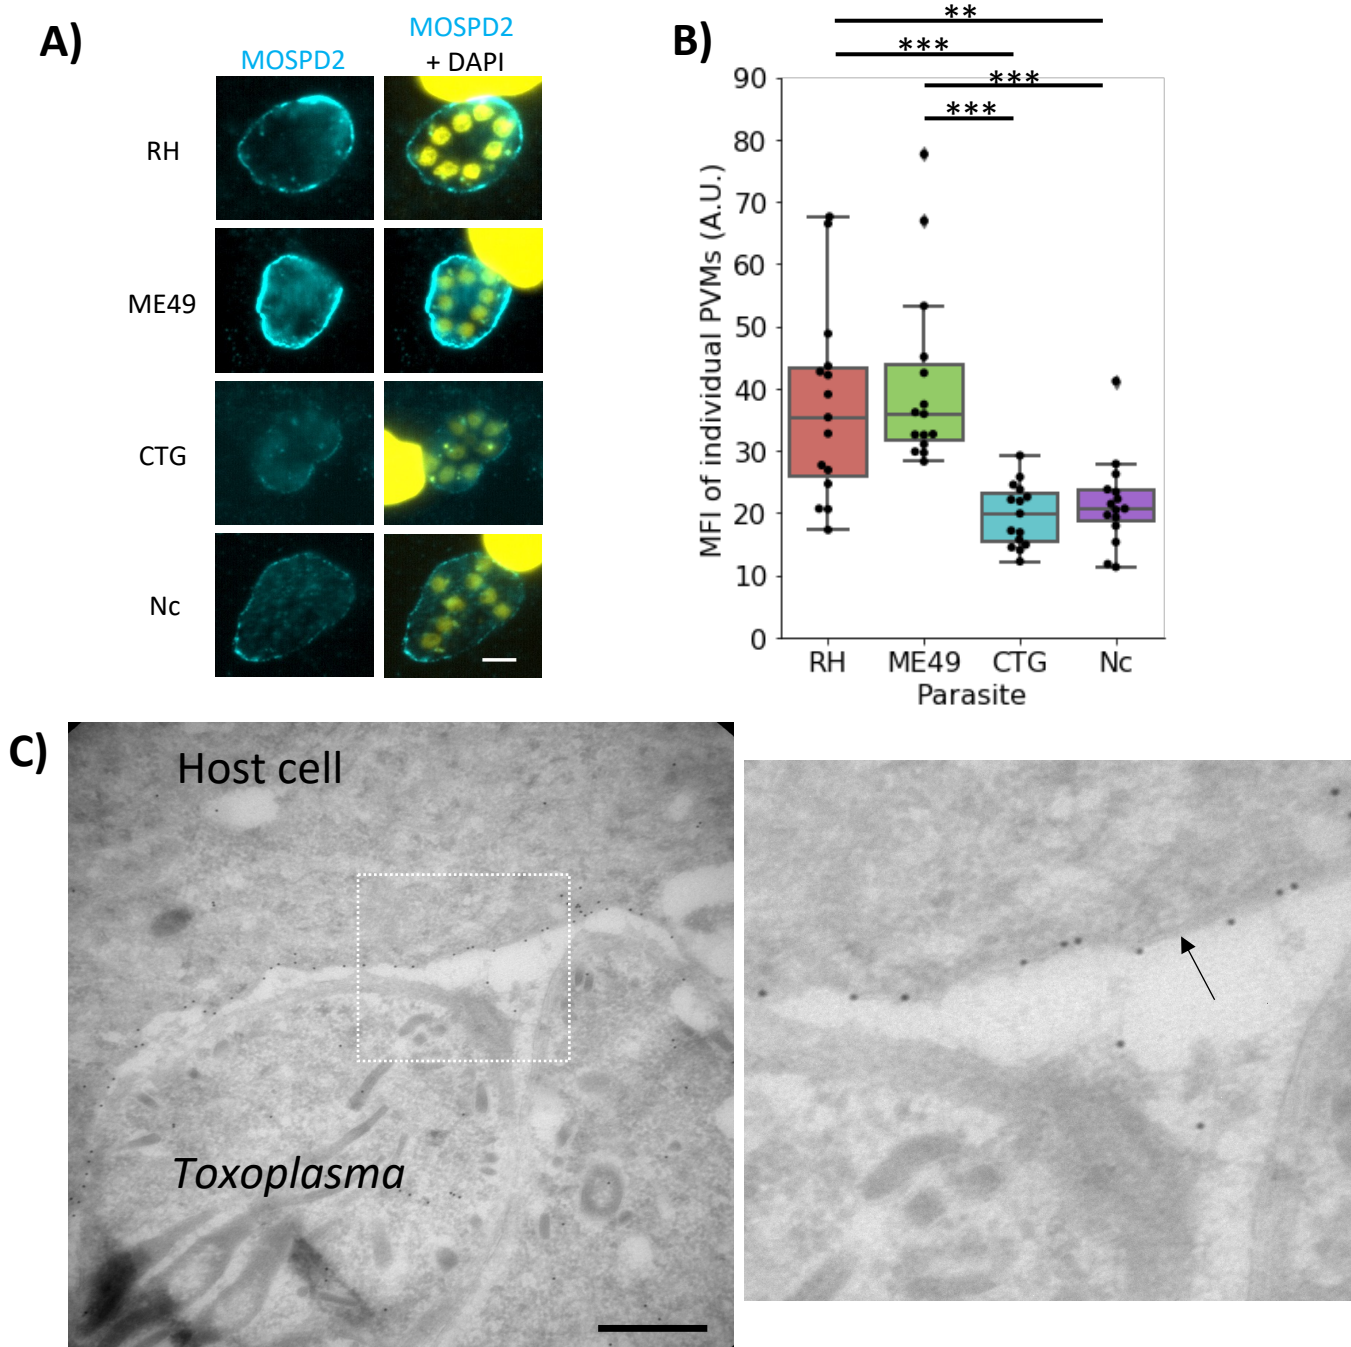 A)
MOSPD2
MOSPD2
+ DAPI
RH
ME49
CTG
Nc
B)
**
***
***
***
MFI of individual PVMs (A.U.)
90
80
70
60
50
40
30
20
10
0
RH ME49 CTG Nc
Parasite
C)
Host cell
Toxoplasma